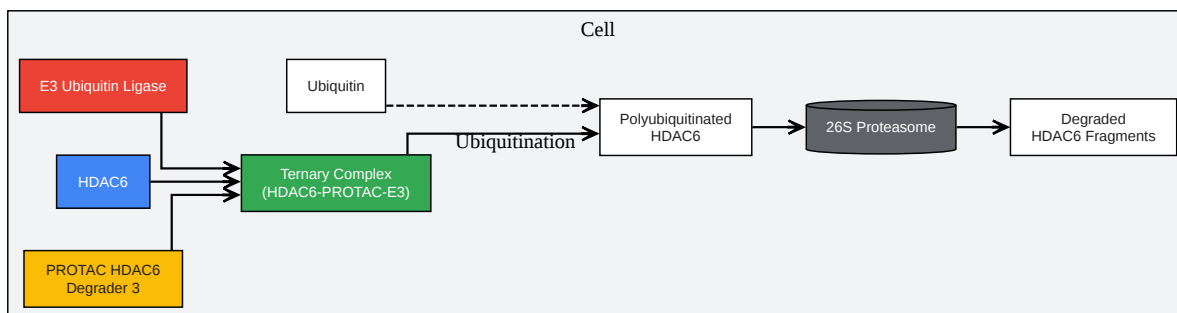 Cell
E3 Ubiquitin Ligase
Ubiquitin
HDAC6
PROTAC HDAC6
Degrader 3
Ternary Complex
(HDAC6-PROTAC-E3)
Ubiquitination
Polyubiquitinated
HDAC6
26S Proteasome
Degraded
HDAC6 Fragments